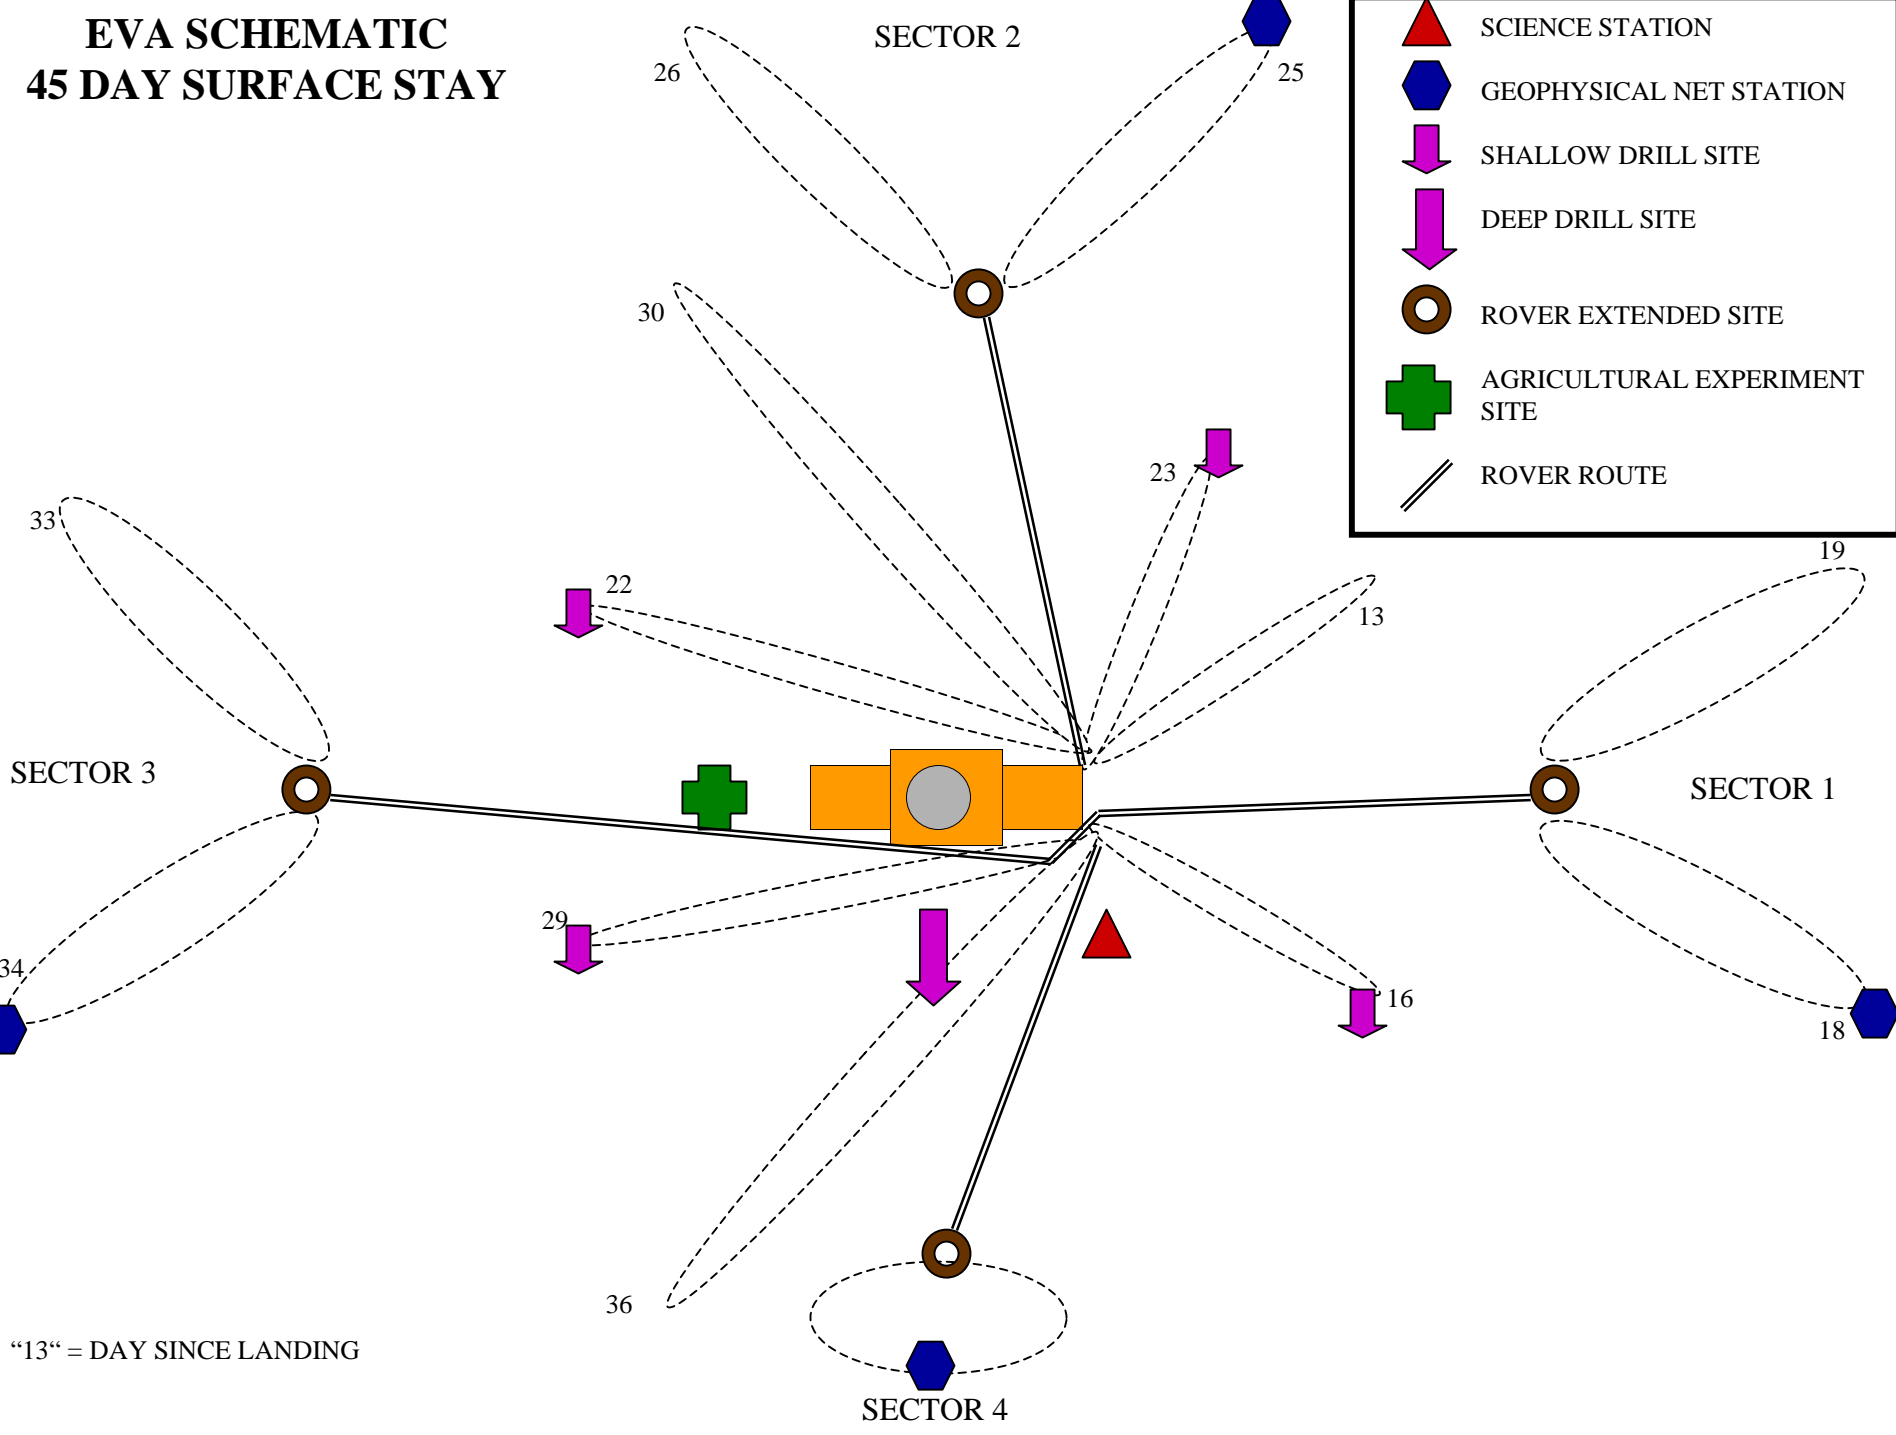 EVA SCHEMATIC
45 DAY SURFACE STAY
SECTOR 2
26
25
SCIENCE STATION
GEOPHYSICAL NET STATION
SHALLOW DRILL SITE
DEEP DRILL SITE
ROVER EXTENDED SITE
AGRICULTURAL EXPERIMENT
SITE
ROVER ROUTE
30
23
33
19
22
13
SECTOR 3
SECTOR 1
29
34
16
18
36
“13“ = DAY SINCE LANDING
SECTOR 4